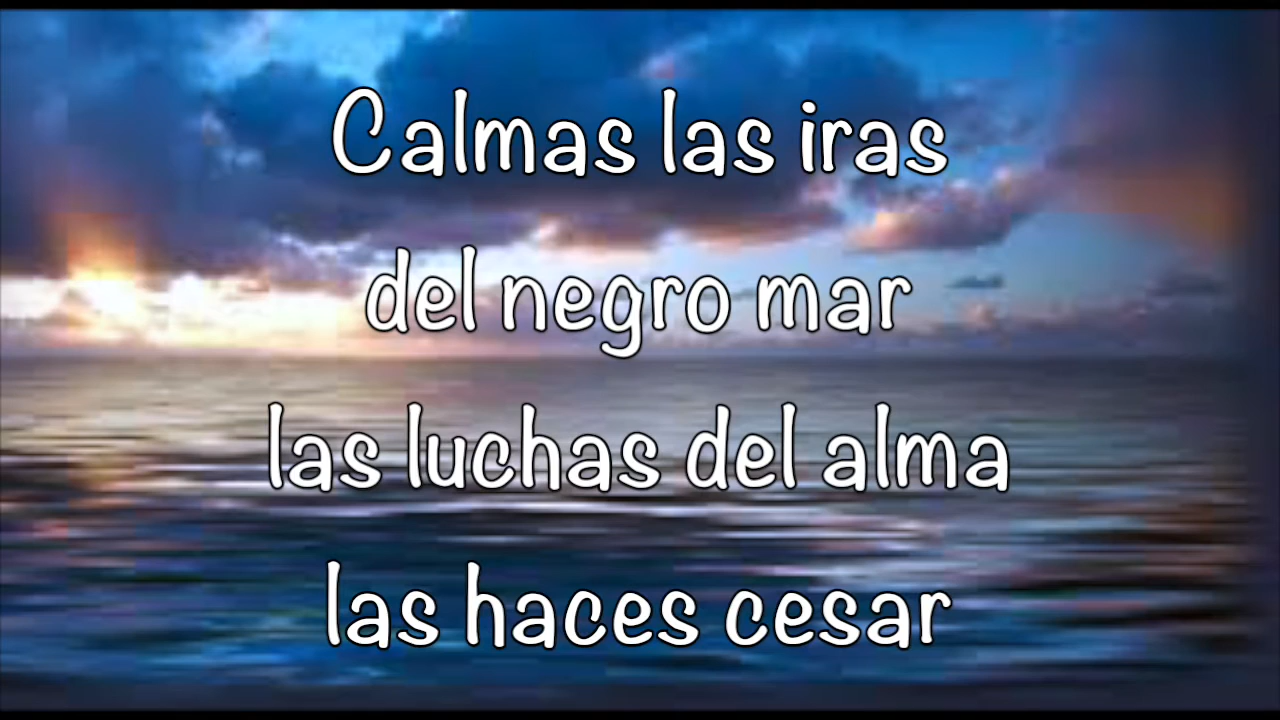 Calmas las iras
del negro mar
las luchas del alma
las haces cesar